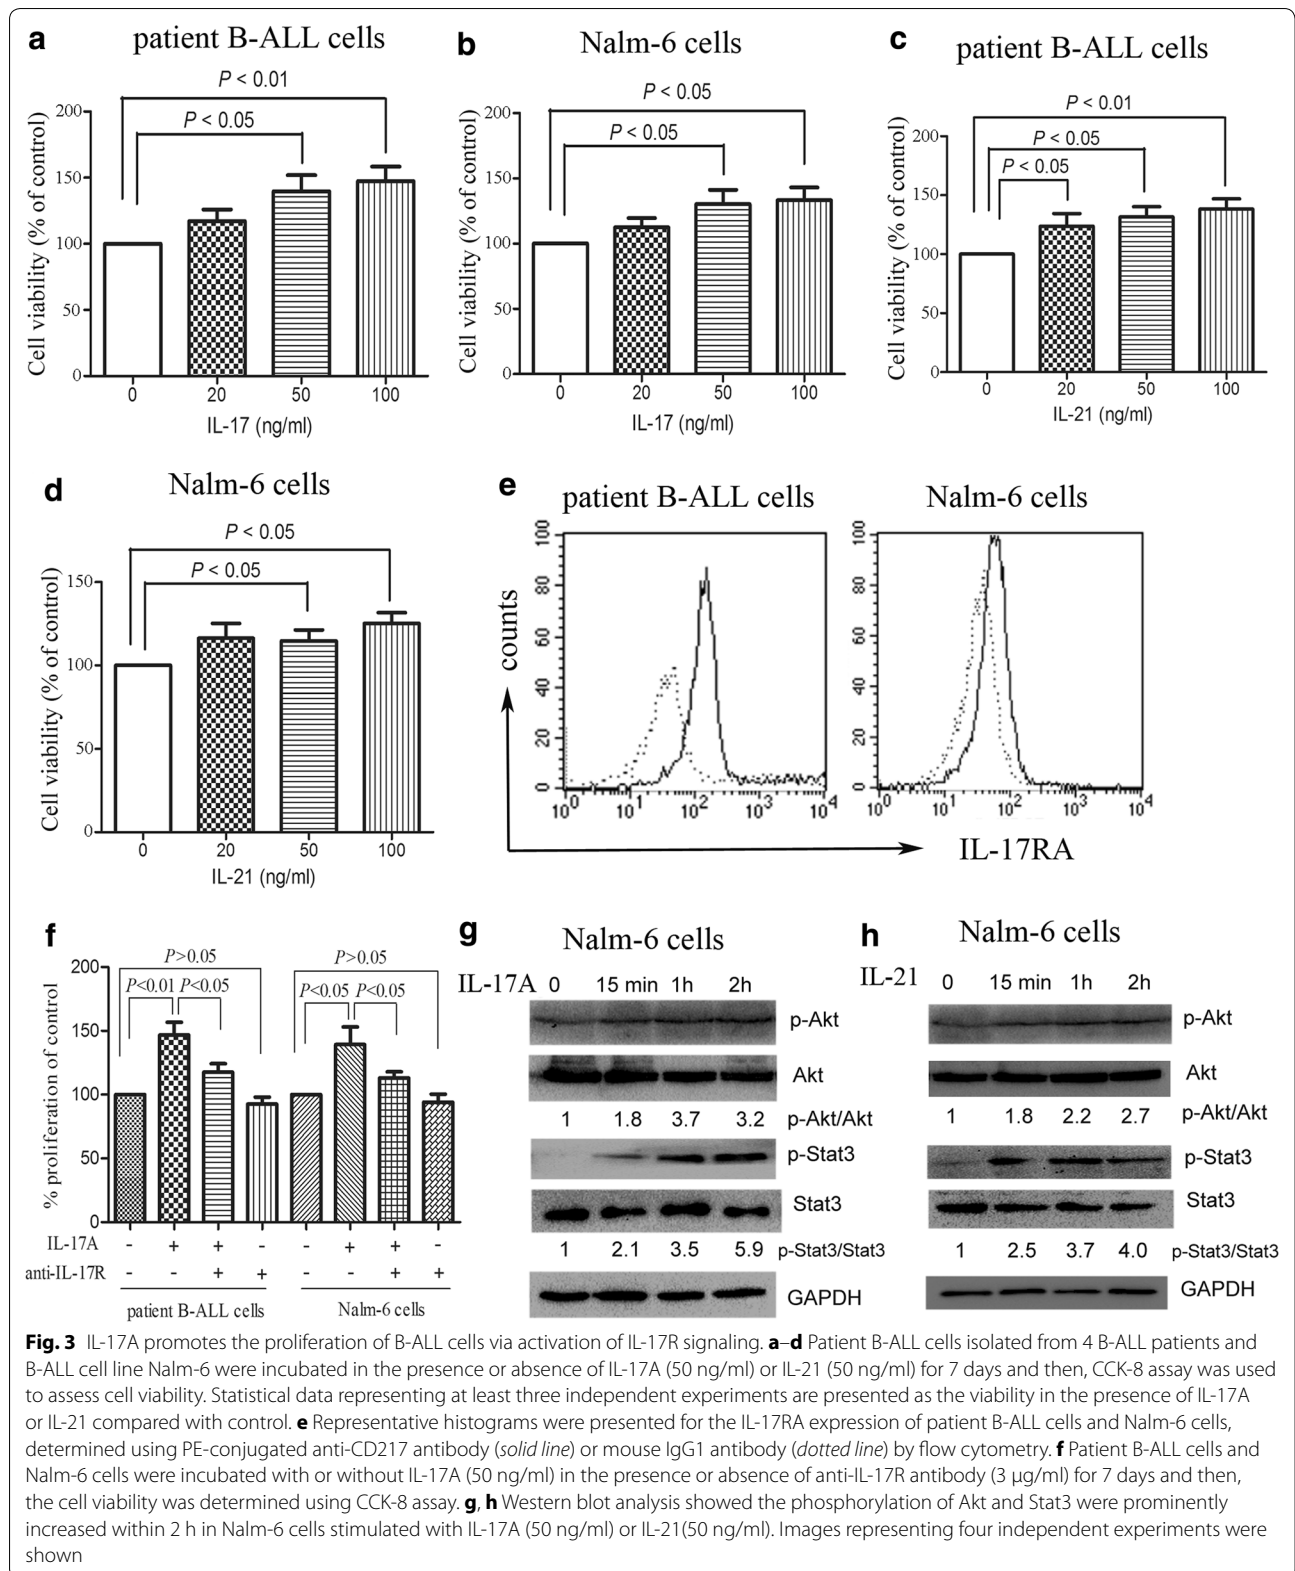 a
patient B-ALL cells
P < 0.01
P < 0.05
Cell viability (% of control)
200
150
100
50
0
0 20 50 100
IL-17 (ng/ml)
b
Nalm-6 cells
P < 0.05
P < 0.05
Cell viability (% of control)
200
150
100
50
0
0 20 50 100
IL-17 (ng/ml)
c
patient B-ALL cells
P < 0.01
P < 0.05
P < 0.05
Cell viability (% of control)
200
150
100
50
0
0 20 50 100
IL-21 (ng/ml)
d
Nalm-6 cells
P < 0.05
P < 0.05
Cell viability (% of control)
150
100
50
0
0 20 50 100
IL-21 (ng/ml)
e
patient B-ALL cells
Nalm-6 cells
counts
100
80
60
40
20
0
10⁰ 10¹ 10² 10³ 10⁴
100
80
60
40
20
0
10⁰ 10¹ 10² 10³ 10⁴
IL-17RA
f
% proliferation of control
200
150
100
50
0
P>0.05
P<0.01 P<0.05
P>0.05
P<0.05 P<0.05
IL-17A - + + - - + + -
anti-IL-17R - - + + - - + +
patient B-ALL cells
Nalm-6 cells
g
Nalm-6 cells
IL-17A 0 15 min 1h 2h
p-Akt
Akt
1 1.8 3.7 3.2 p-Akt/Akt
p-Stat3
Stat3
1 2.1 3.5 5.9 p-Stat3/Stat3
GAPDH
h
Nalm-6 cells
IL-21 0 15 min 1h 2h
p-Akt
Akt
1 1.8 2.2 2.7 p-Akt/Akt
p-Stat3
Stat3
1 2.5 3.7 4.0 p-Stat3/Stat3
GAPDH
Fig. 3 IL-17A promotes the proliferation of B-ALL cells via activation of IL-17R signaling. a–d Patient B-ALL cells isolated from 4 B-ALL patients and
B-ALL cell line Nalm-6 were incubated in the presence or absence of IL-17A (50 ng/ml) or IL-21 (50 ng/ml) for 7 days and then, CCK-8 assay was used
to assess cell viability. Statistical data representing at least three independent experiments are presented as the viability in the presence of IL-17A
or IL-21 compared with control. e Representative histograms were presented for the IL-17RA expression of patient B-ALL cells and Nalm-6 cells,
determined using PE-conjugated anti-CD217 antibody (solid line) or mouse IgG1 antibody (dotted line) by flow cytometry. f Patient B-ALL cells and
Nalm-6 cells were incubated with or without IL-17A (50 ng/ml) in the presence or absence of anti-IL-17R antibody (3 μg/ml) for 7 days and then,
the cell viability was determined using CCK-8 assay. g, h Western blot analysis showed the phosphorylation of Akt and Stat3 were prominently
increased within 2 h in Nalm-6 cells stimulated with IL-17A (50 ng/ml) or IL-21(50 ng/ml). Images representing four independent experiments were
shown